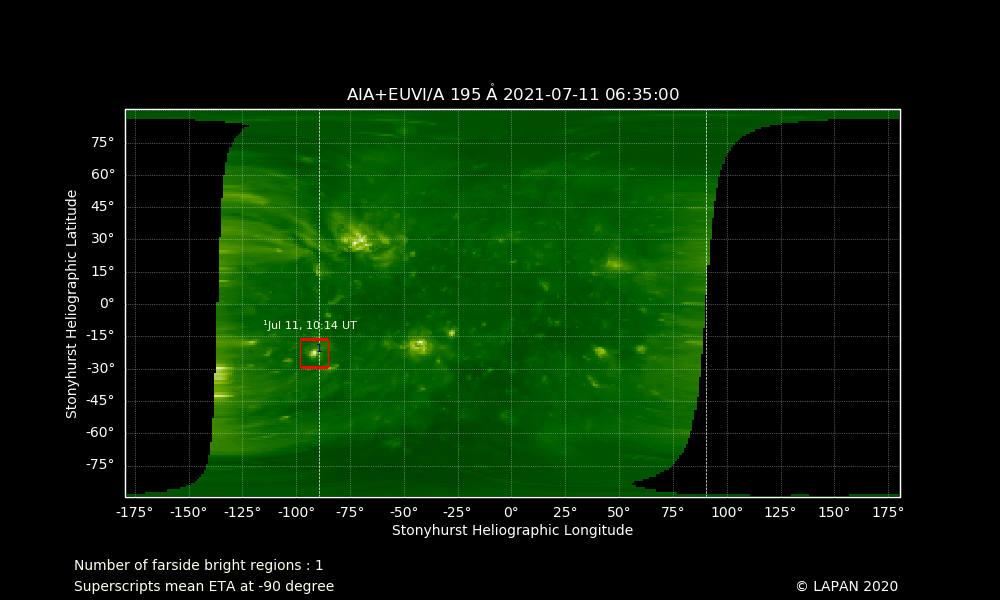 AIA+EUVI/A 195 Å 2021-07-11 06:35:00
75°
60°
45°
30°
15°
0°
-15°
-30°
-45°
-60°
-75°
Stonyhurst Heliographic Latitude
¹Jul 11, 10:14 UT
-175° -150° -125° -100° -75° -50° -25° 0° 25° 50° 75° 100° 125° 150° 175°
Stonyhurst Heliographic Longitude
Number of farside bright regions : 1
Superscripts mean ETA at -90 degree
© LAPAN 2020